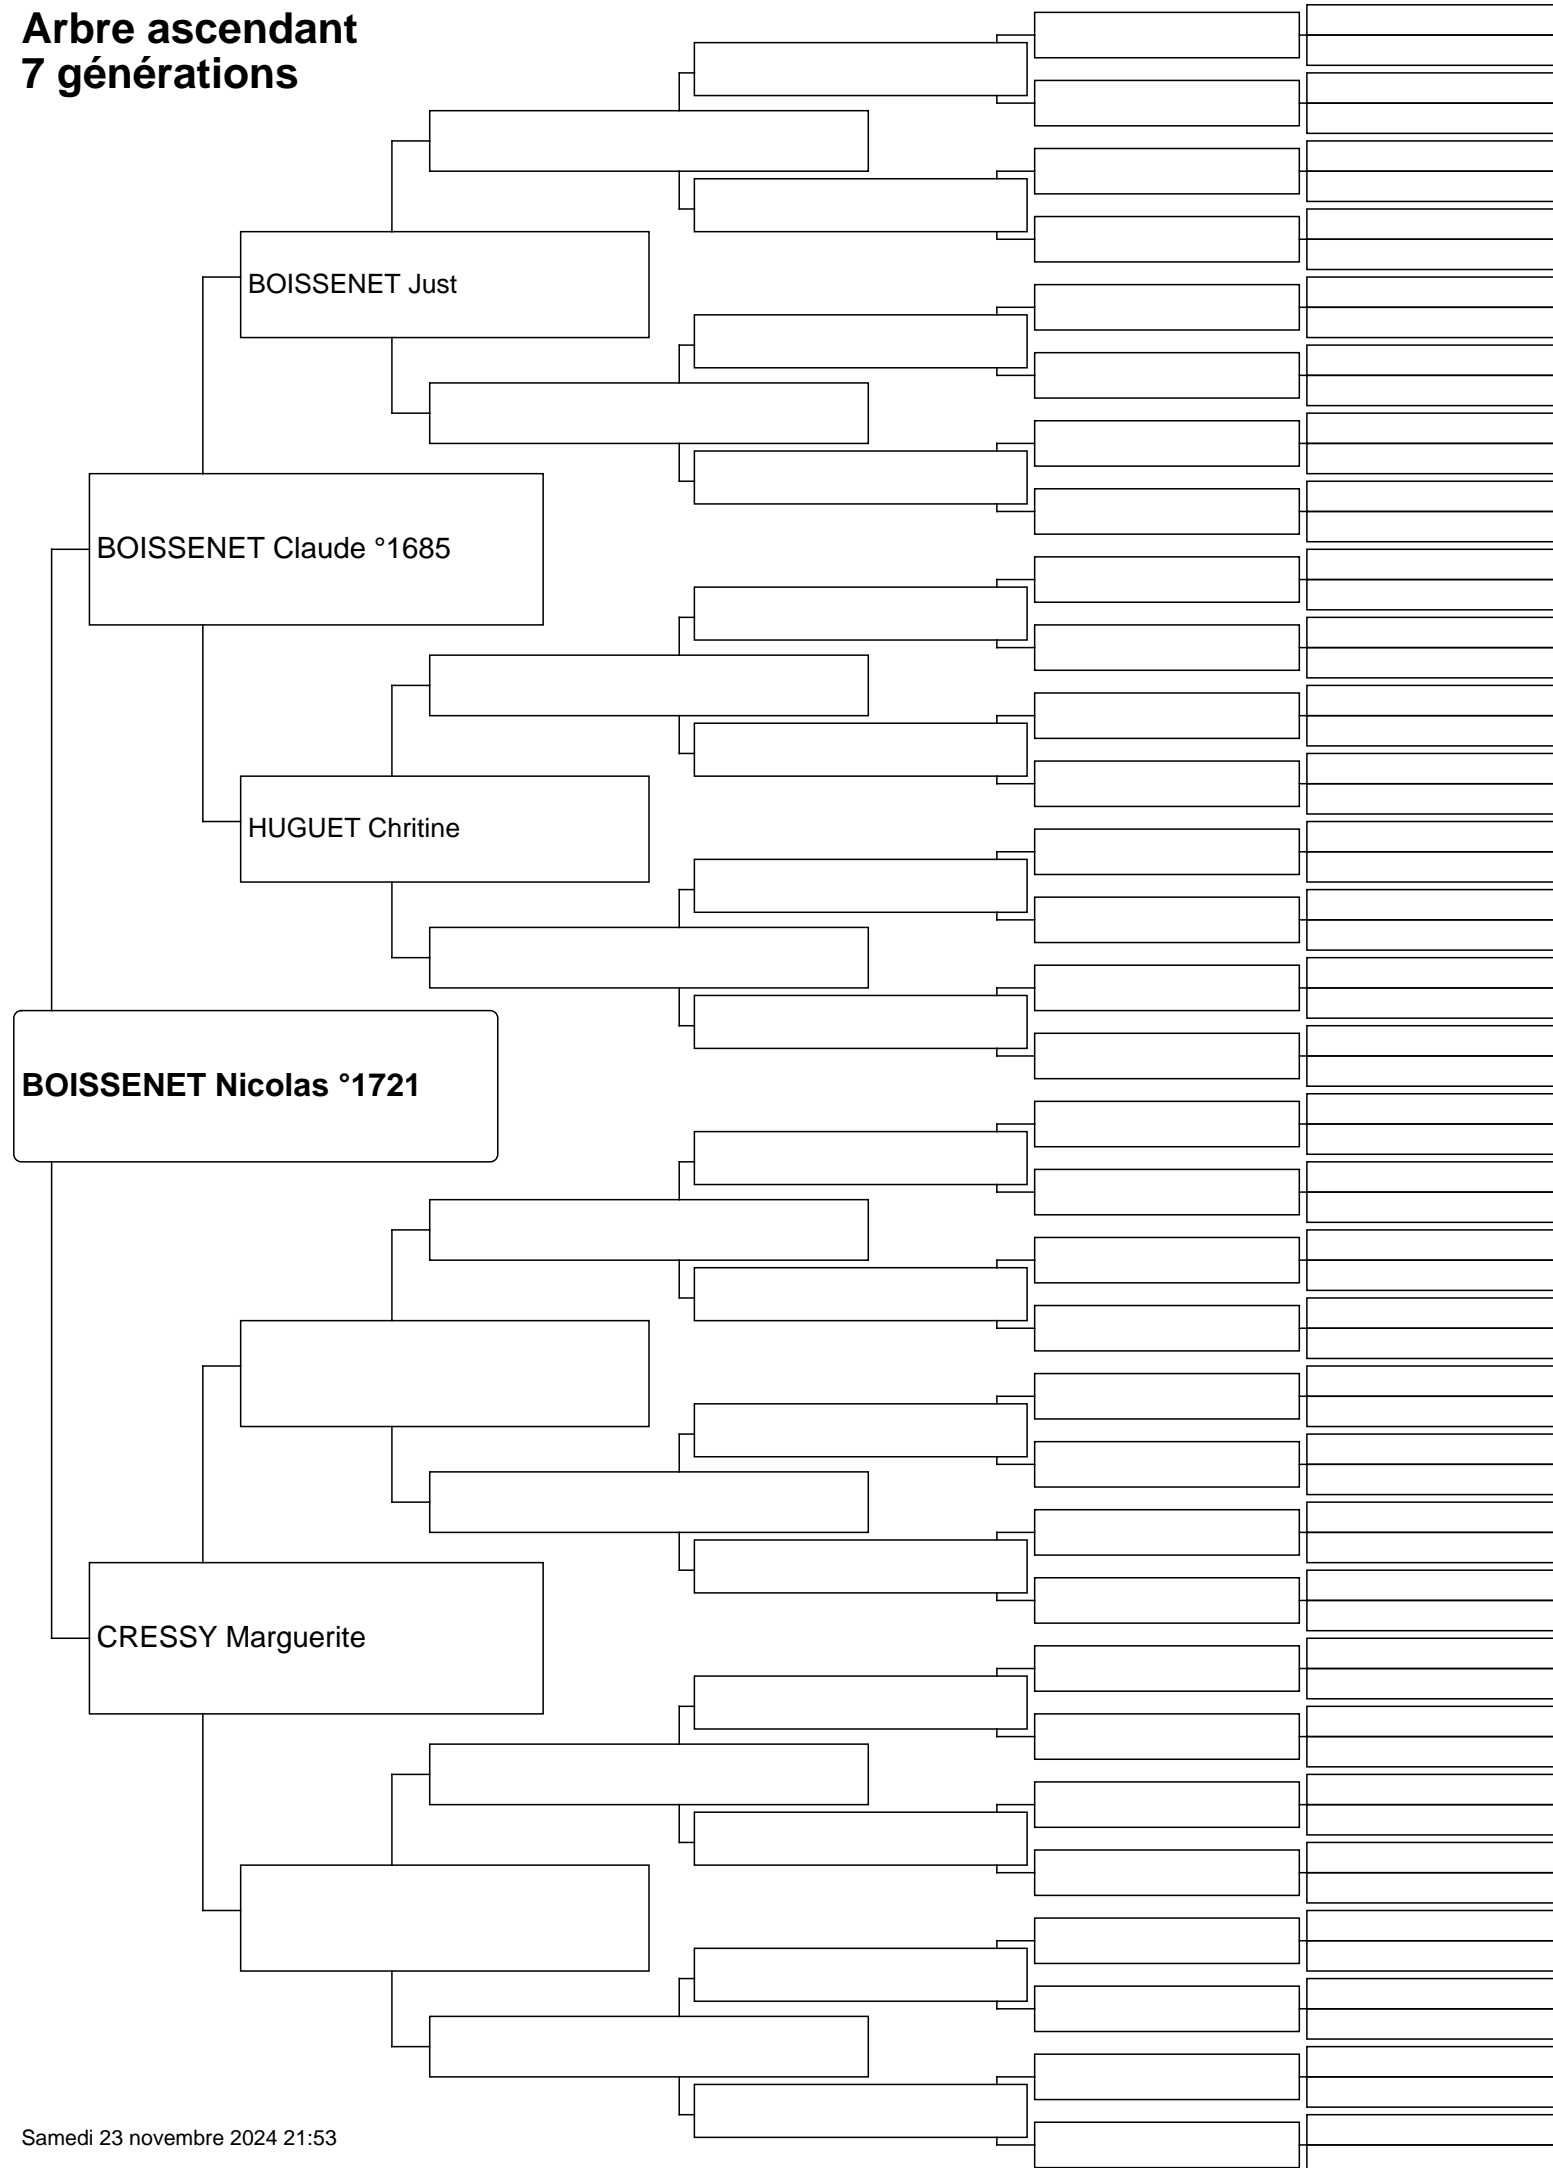 Arbre ascendant
7 générations
BOISSENET Just
BOISSENET Claude °1685
HUGUET Chritine
BOISSENET Nicolas °1721
CRESSY Marguerite
Samedi 23 novembre 2024 21:53